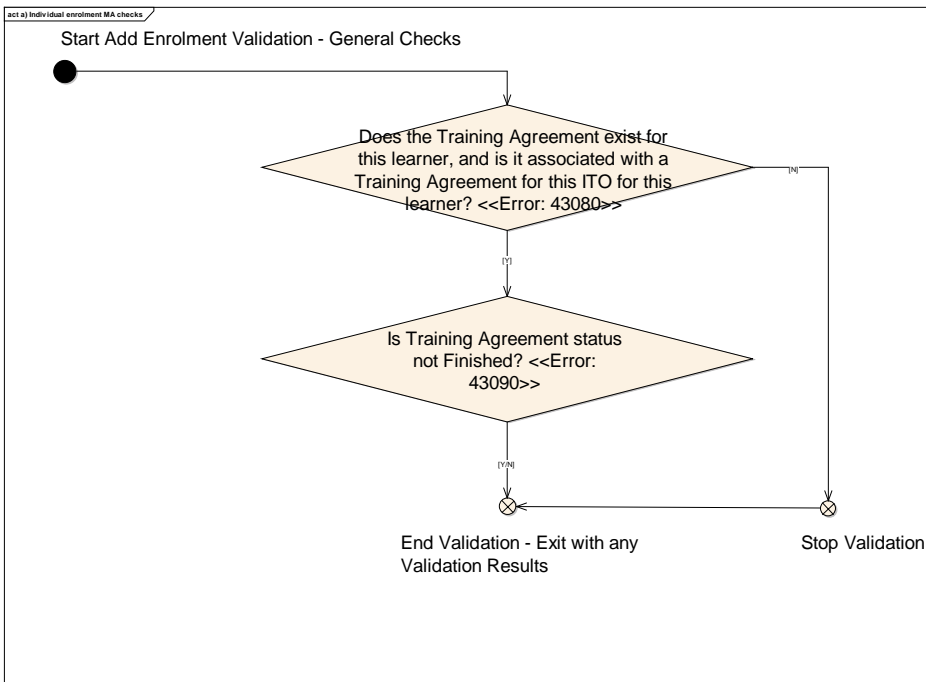 act a) Individual enrolment MA checks
Start Add Enrolment Validation - General Checks
Does the Training Agreement exist for
this learner, and is it associated with a
Training Agreement for this ITO for this
learner? <<Error: 43080>>
[N]
[Y]
Is Training Agreement status
not Finished? <<Error:
43090>>
[Y/N]
End Validation - Exit with any
Validation Results
Stop Validation